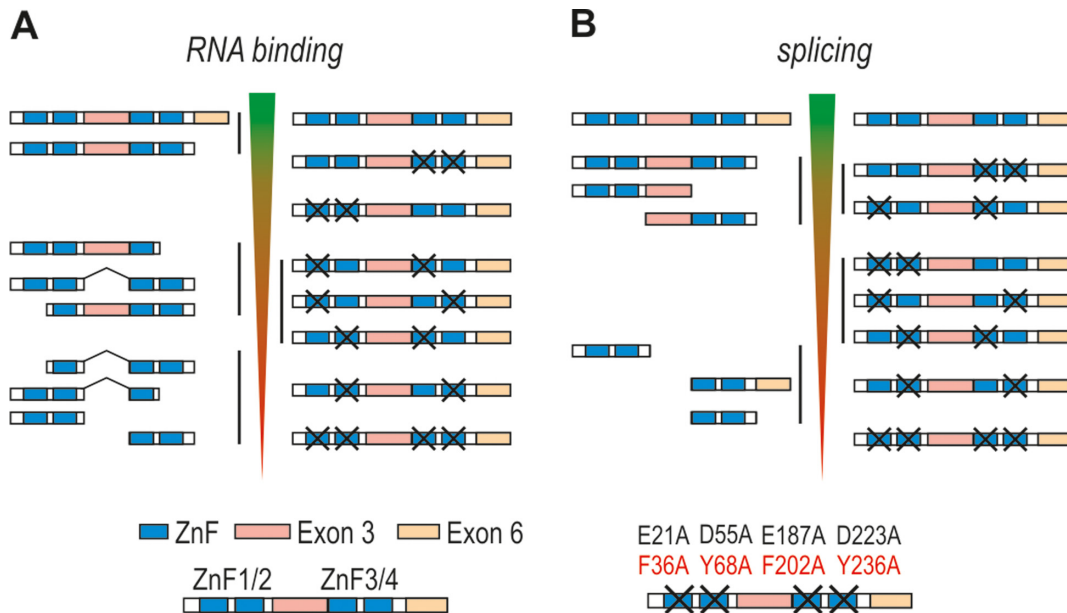 A
RNA binding
B
splicing
ZnF
Exon 3
Exon 6
ZnF1/2
ZnF3/4
E21A D55A E187A D223A
F36A Y68A F202A Y236A